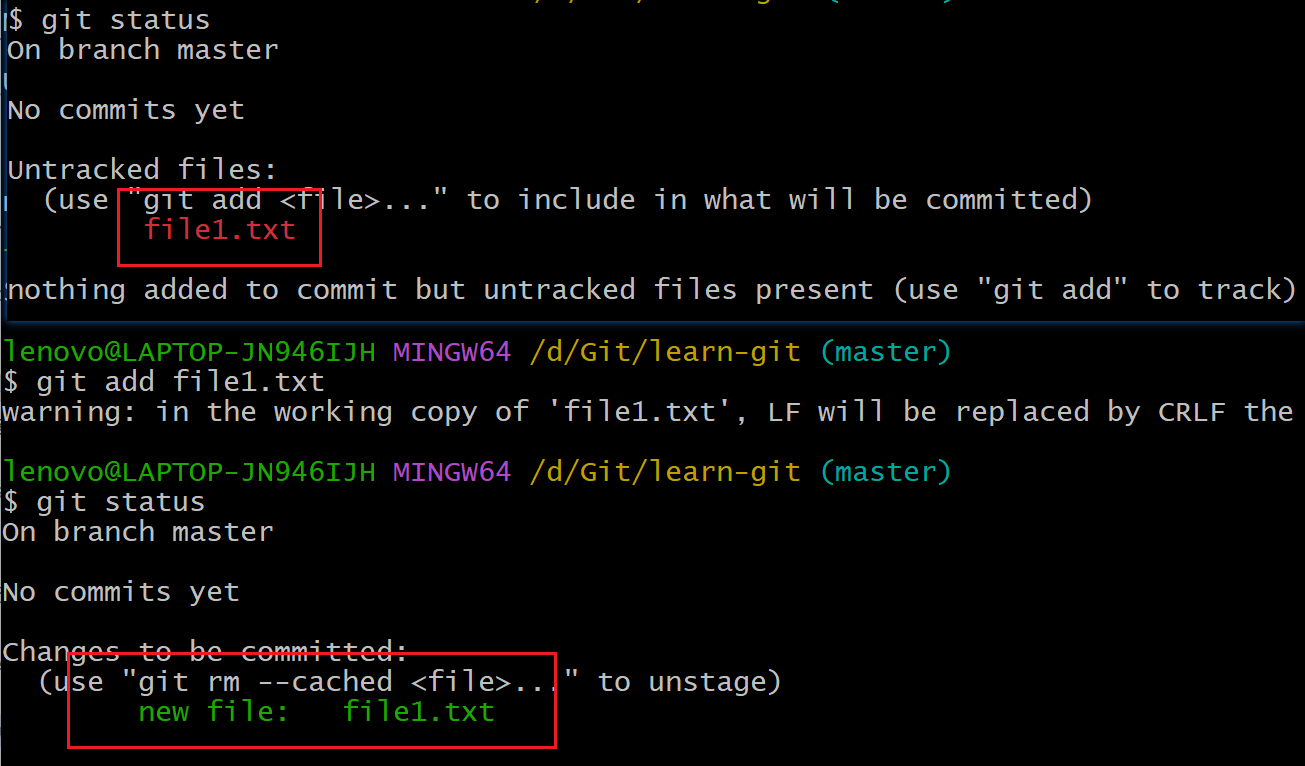 $ git status
On branch master
No commits yet
Untracked files:
(use "git add <file>..." to include in what will be committed)
file1.txt
nothing added to commit but untracked files present (use "git add" to track)
lenovo@LAPTOP-JN946IJH MINGW64 /d/Git/learn-git (master)
$ git add file1.txt
warning: in the working copy of 'file1.txt', LF will be replaced by CRLF the
lenovo@LAPTOP-JN946IJH MINGW64 /d/Git/learn-git (master)
$ git status
On branch master
No commits yet
Changes to be committed:
(use "git rm --cached <file>..." to unstage)
new file:   file1.txt